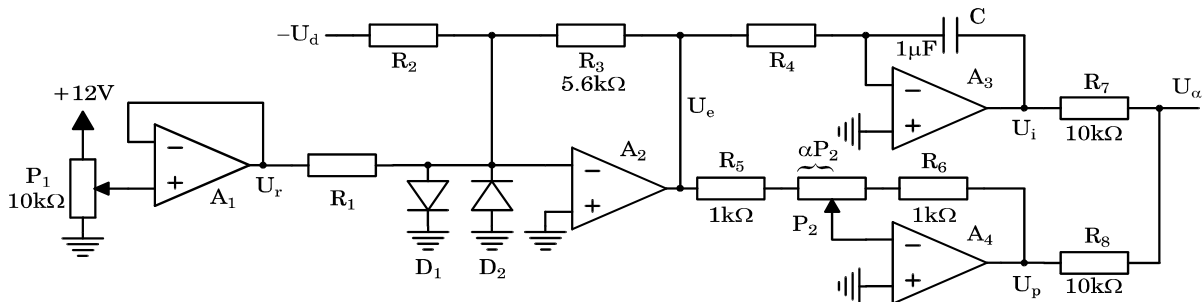 −U_d
R₂
R₃
5.6kΩ
R₄
C
1µF
−
+
A₃
U_i
R₇
10kΩ
U_α
+12V
P₁
10kΩ
−
+
A₁
U_r
R₁
D₁
D₂
−
+
A₂
U_e
R₅
1kΩ
αP₂
P₂
R₆
1kΩ
−
+
A₄
U_p
R₈
10kΩ